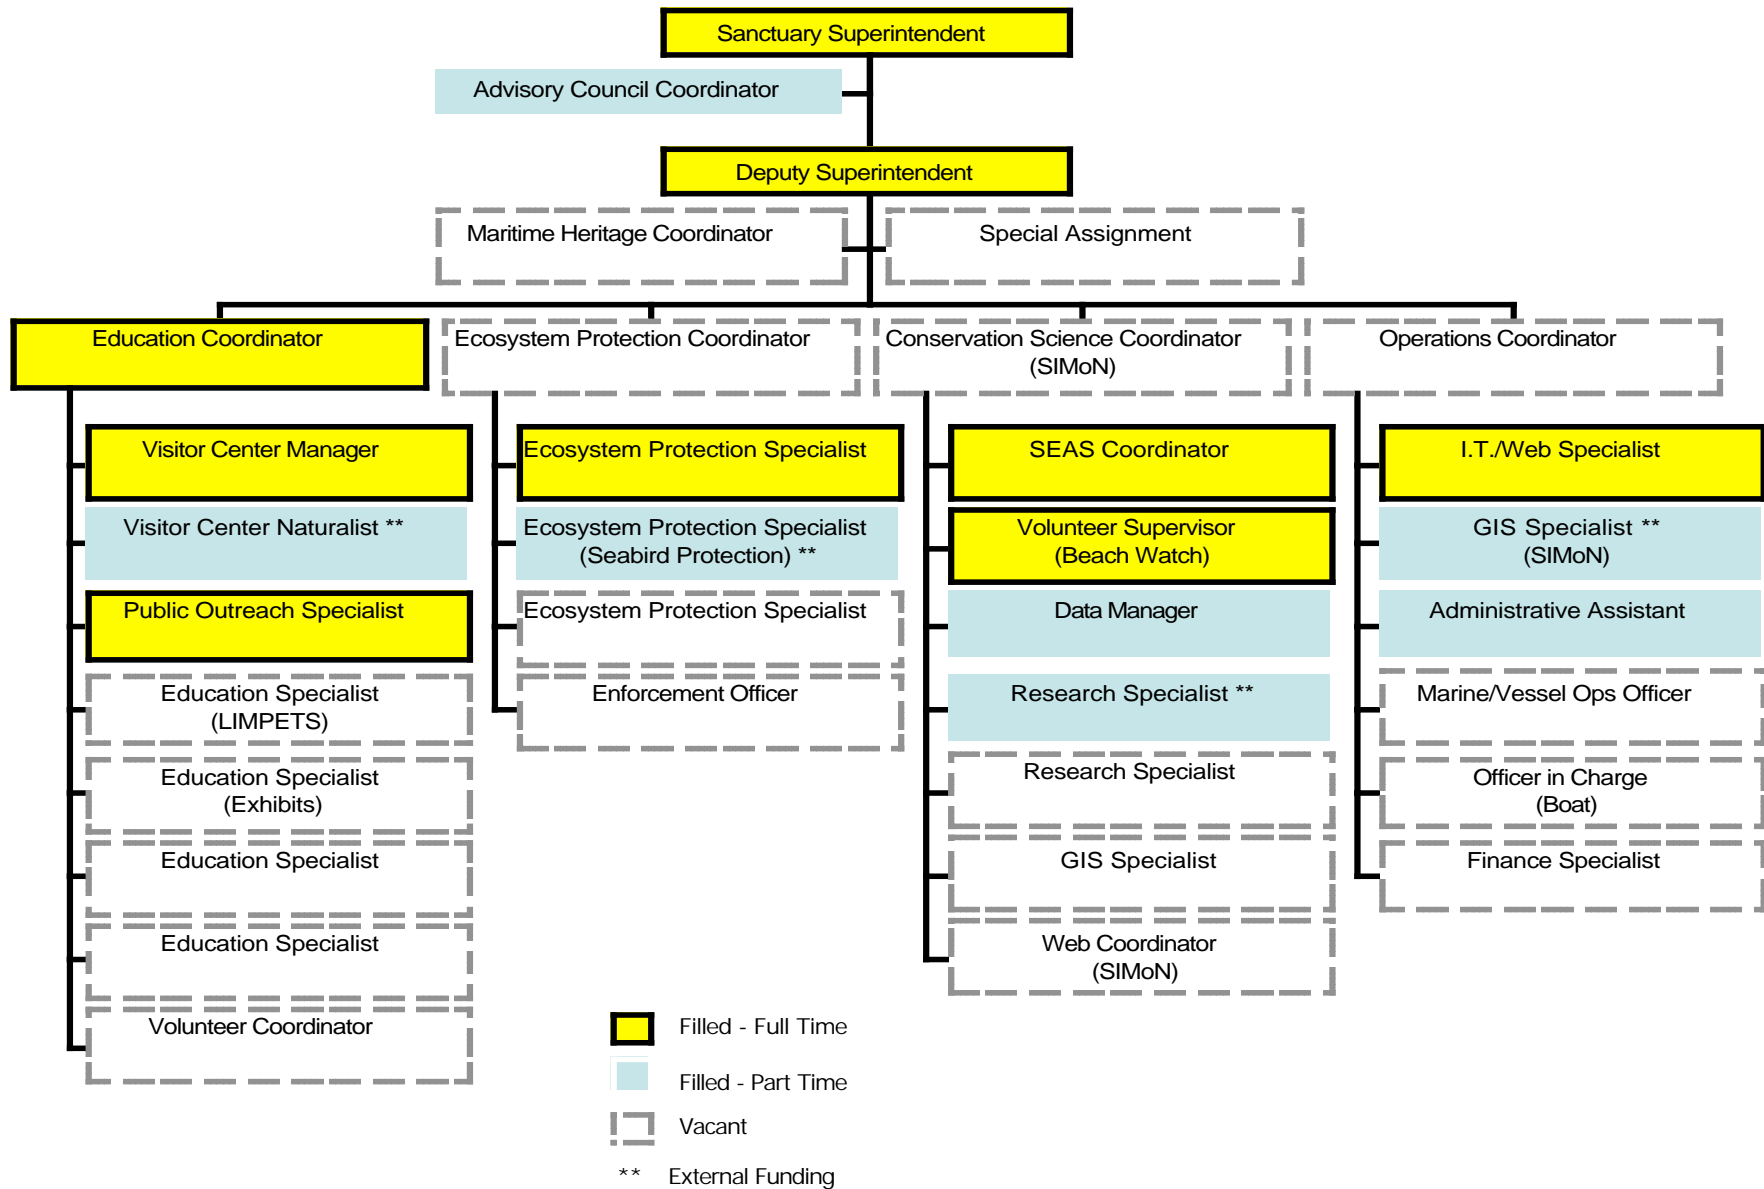 Sanctuary Superintendent
Advisory Council Coordinator
Deputy Superintendent
Maritime Heritage Coordinator
Special Assignment
Education Coordinator
Ecosystem Protection Coordinator
Conservation Science Coordinator
(SIMoN)
Operations Coordinator
Visitor Center Manager
Visitor Center Naturalist **
Public Outreach Specialist
Education Specialist
(LIMPETS)
Education Specialist
(Exhibits)
Education Specialist
Education Specialist
Volunteer Coordinator
Ecosystem Protection Specialist
Ecosystem Protection Specialist
(Seabird Protection) **
Ecosystem Protection Specialist
Enforcement Officer
SEAS Coordinator
Volunteer Supervisor
(Beach Watch)
Data Manager
Research Specialist **
Research Specialist
GIS Specialist
Web Coordinator
(SIMoN)
I.T./Web Specialist
GIS Specialist **
(SIMoN)
Administrative Assistant
Marine/Vessel Ops Officer
Officer in Charge
(Boat)
Finance Specialist
Filled - Full Time
Filled - Part Time
Vacant
** External Funding